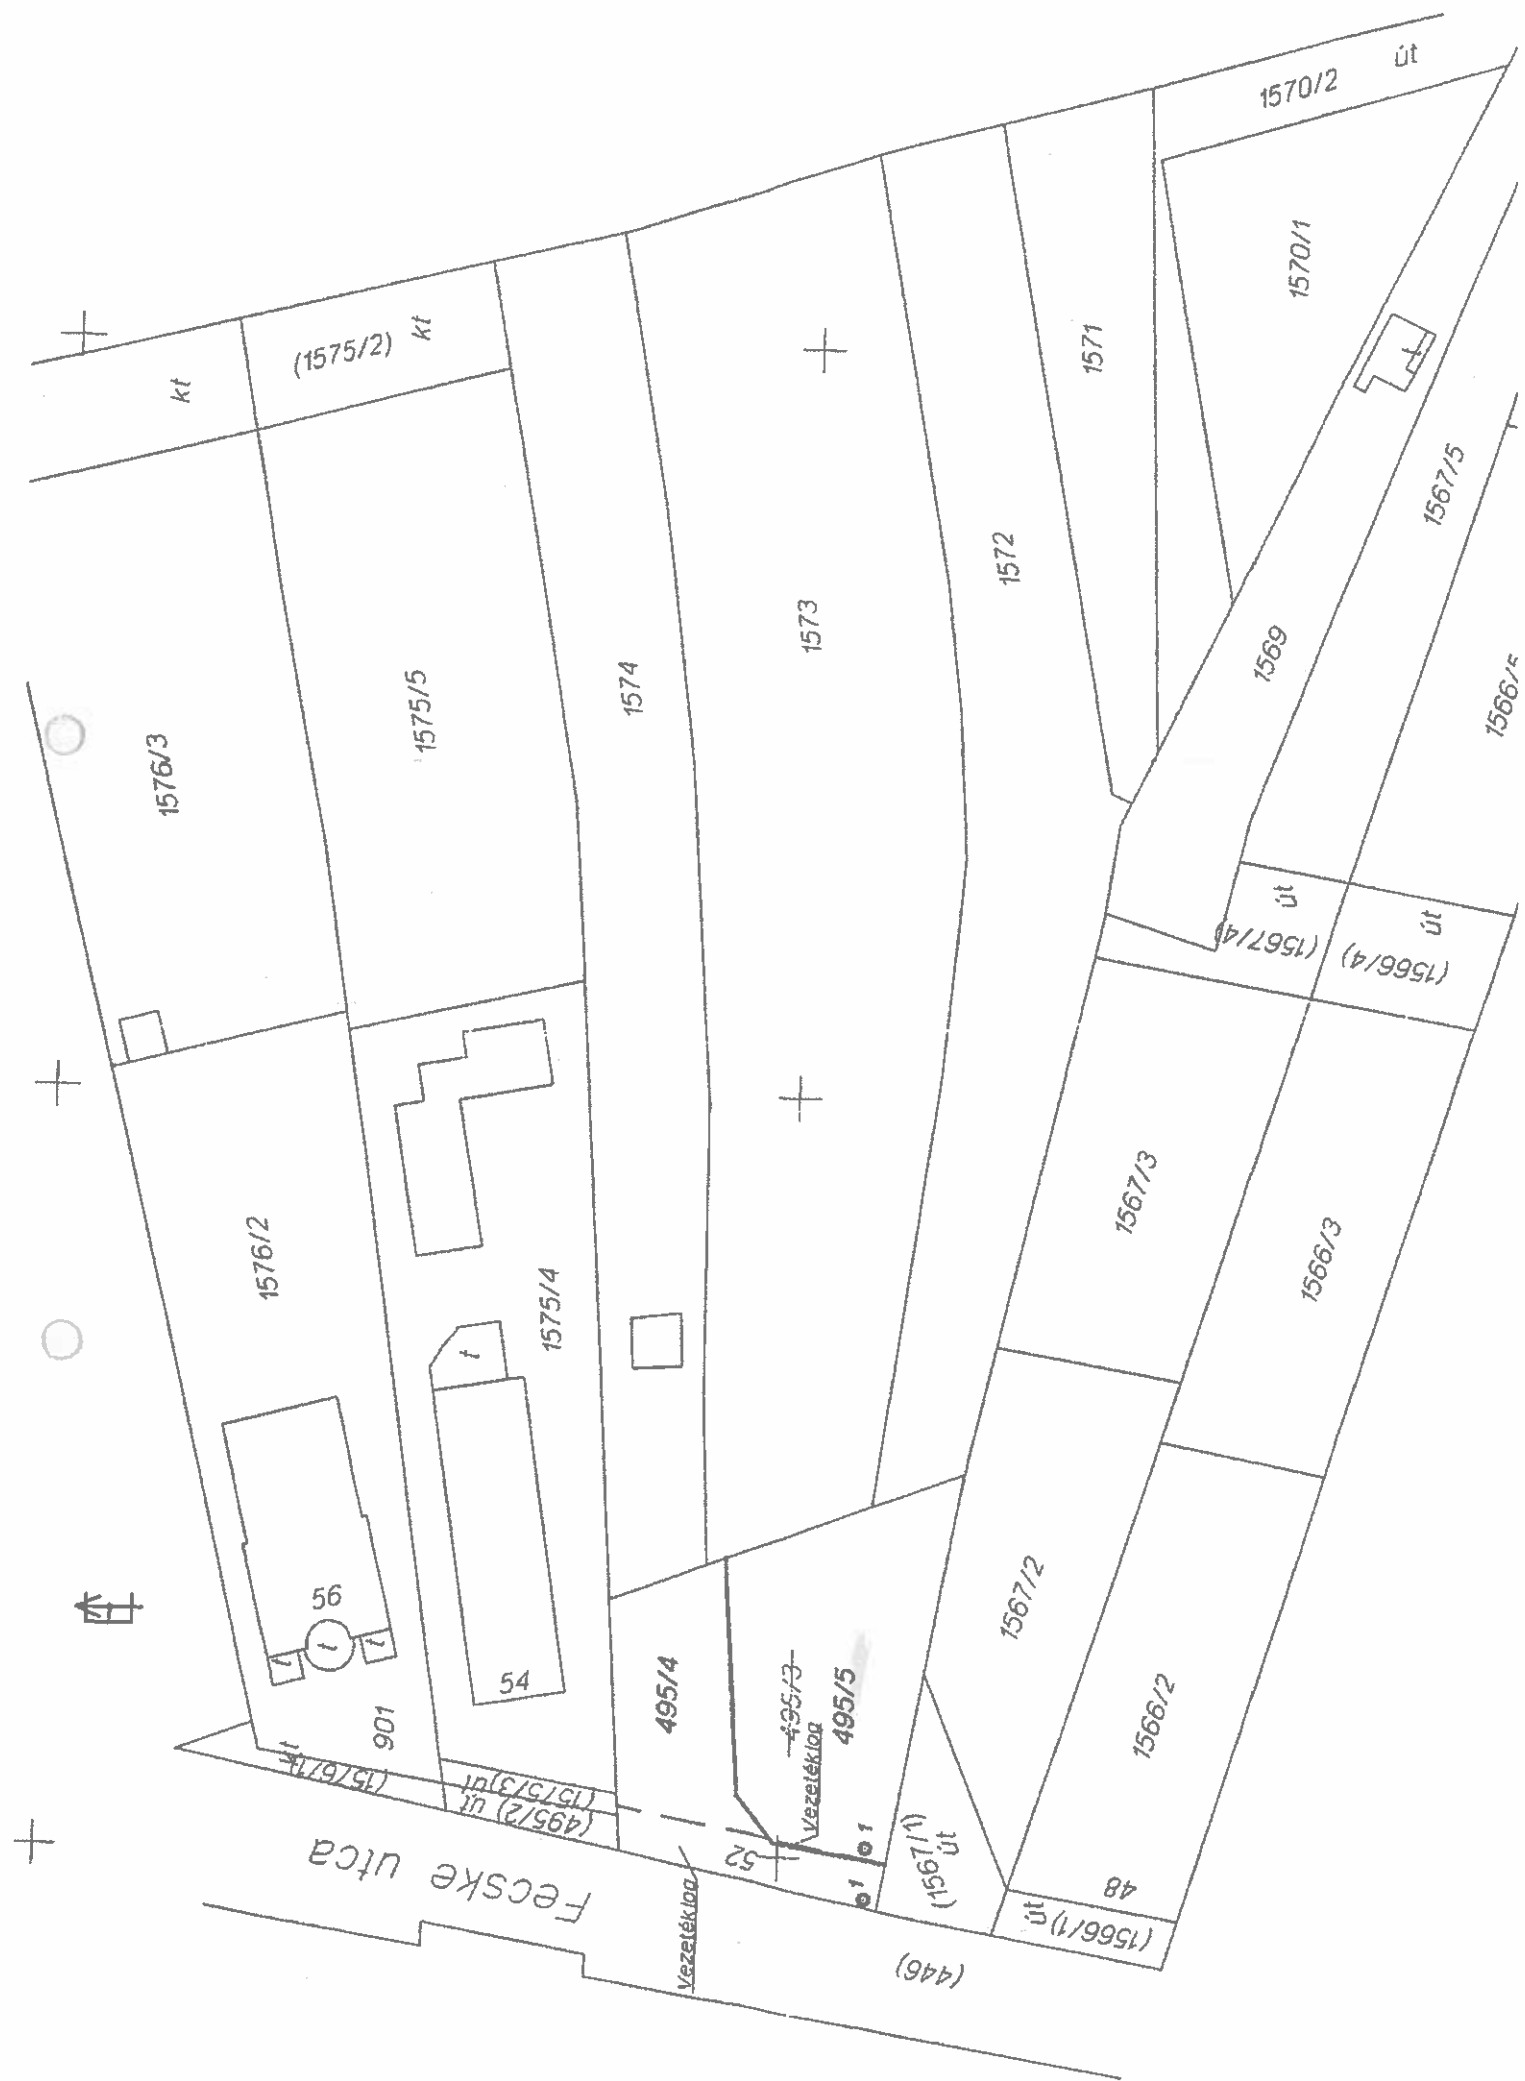 út
1570/2
kt
(1575/2)
kt
1570/1
1571
t
1576/3
1575/5
1574
1573
1572
1569
1567/5
út
(1567/4)
út
(1566/4)
1576/2
1575/4
t
1567/3
1566/3
56
t
t
t
901
54
495/4
495/3
Vezetékjog
495/5
1567/2
1566/2
út
(1576/1)
(1575/3) út
(495/2) út
Fecske utca
52
Vezetékjog
1
1
(1567/1)
út
48
út
(1566/1)
(446)